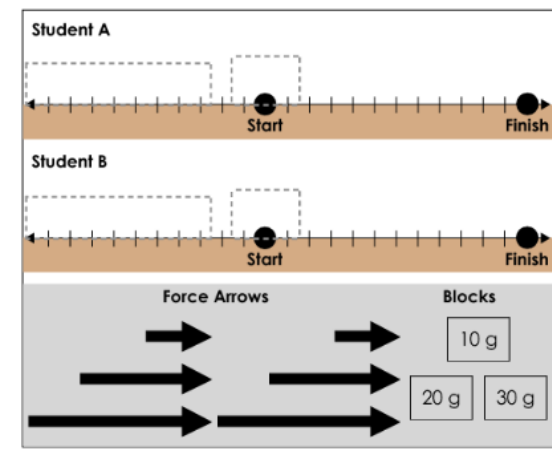 Student A
Start Finish
Student B
Start Finish
Force Arrows Blocks
10 g
20 g 30 g